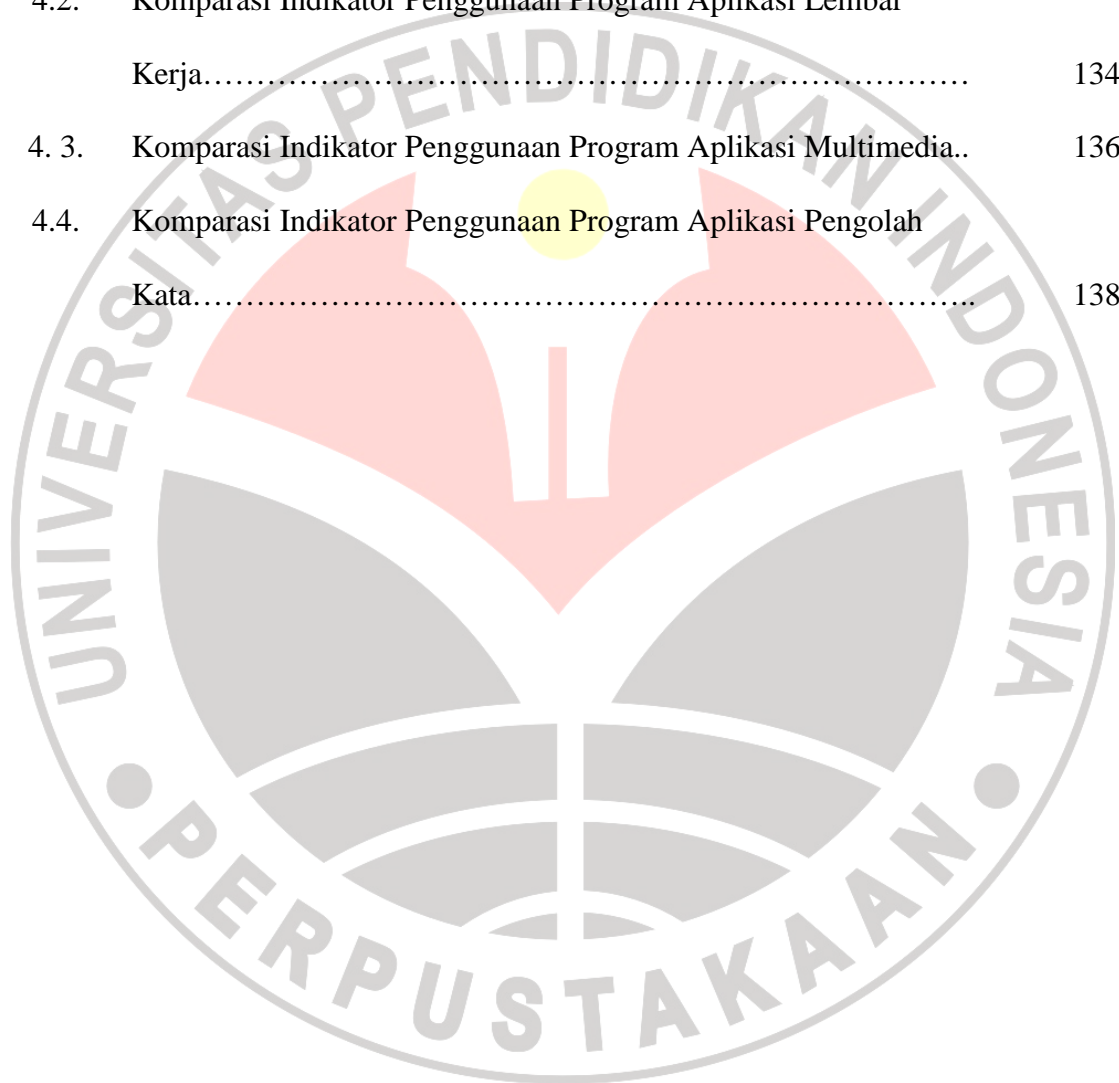 4.2. Komparasi Indikator Penggunaan Program Aplikasi Lembar
Kerja……………………………………………………………… 134
4. 3. Komparasi Indikator Penggunaan Program Aplikasi Multimedia.. 136
4.4. Komparasi Indikator Penggunaan Program Aplikasi Pengolah
Kata……………………………………………………………….. 138
UNIVERSITAS PENDIDIKAN INDONESIA
PERPUSTAKAAN